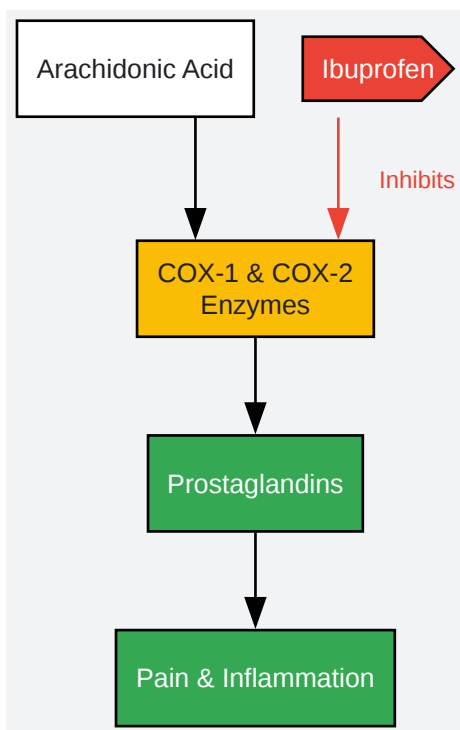 Arachidonic Acid
Ibuprofen
Inhibits
COX-1 & COX-2
Enzymes
Prostaglandins
Pain & Inflammation